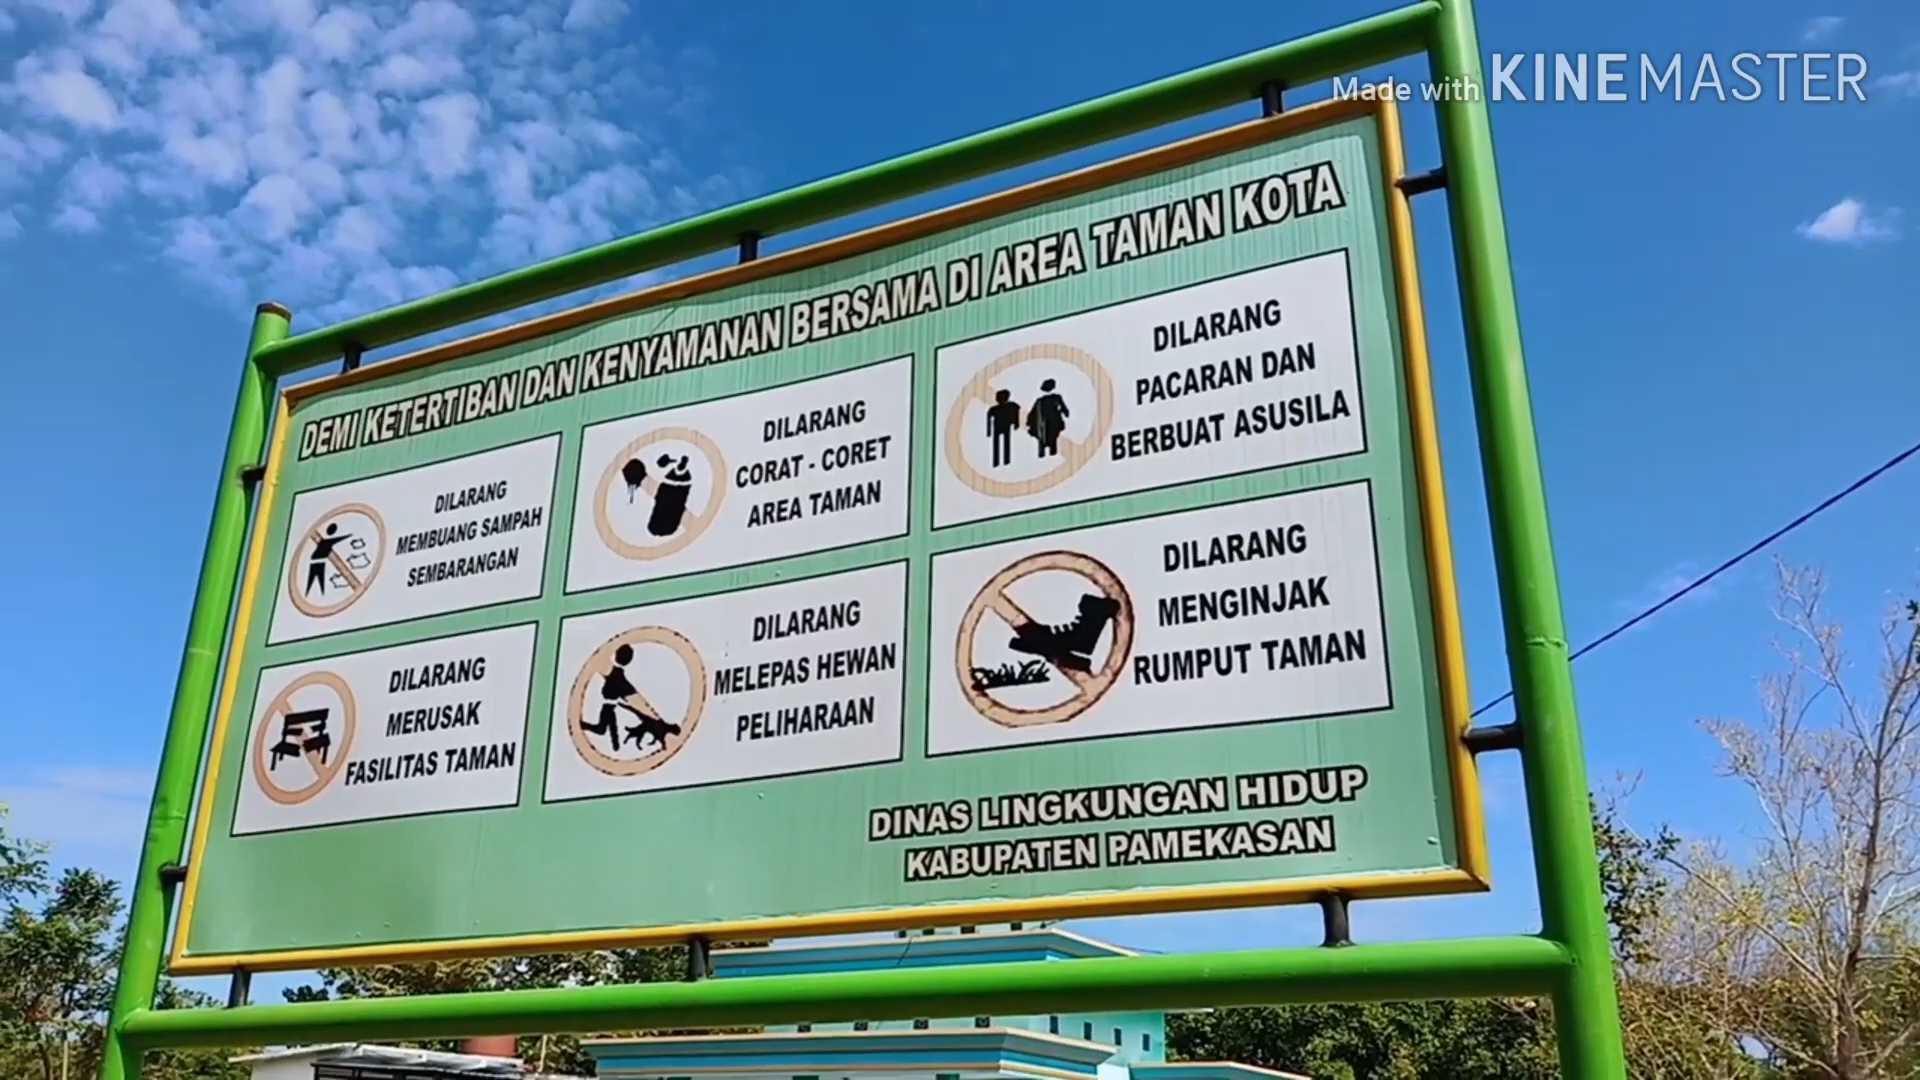 Made with KINEMASTER
DEMI KETERTIBAN DAN KENYAMANAN BERSAMA DI AREA TAMAN KOTA
DILARANG
MEMBUANG SAMPAH
SEMBARANGAN
DILARANG
CORAT - CORET
AREA TAMAN
DILARANG
PACARAN DAN
BERBUAT ASUSILA
DILARANG
MERUSAK
FASILITAS TAMAN
DILARANG
MELEPAS HEWAN
PELIHARAAN
DILARANG
MENGINJAK
RUMPUT TAMAN
DINAS LINGKUNGAN HIDUP
KABUPATEN PAMEKASAN